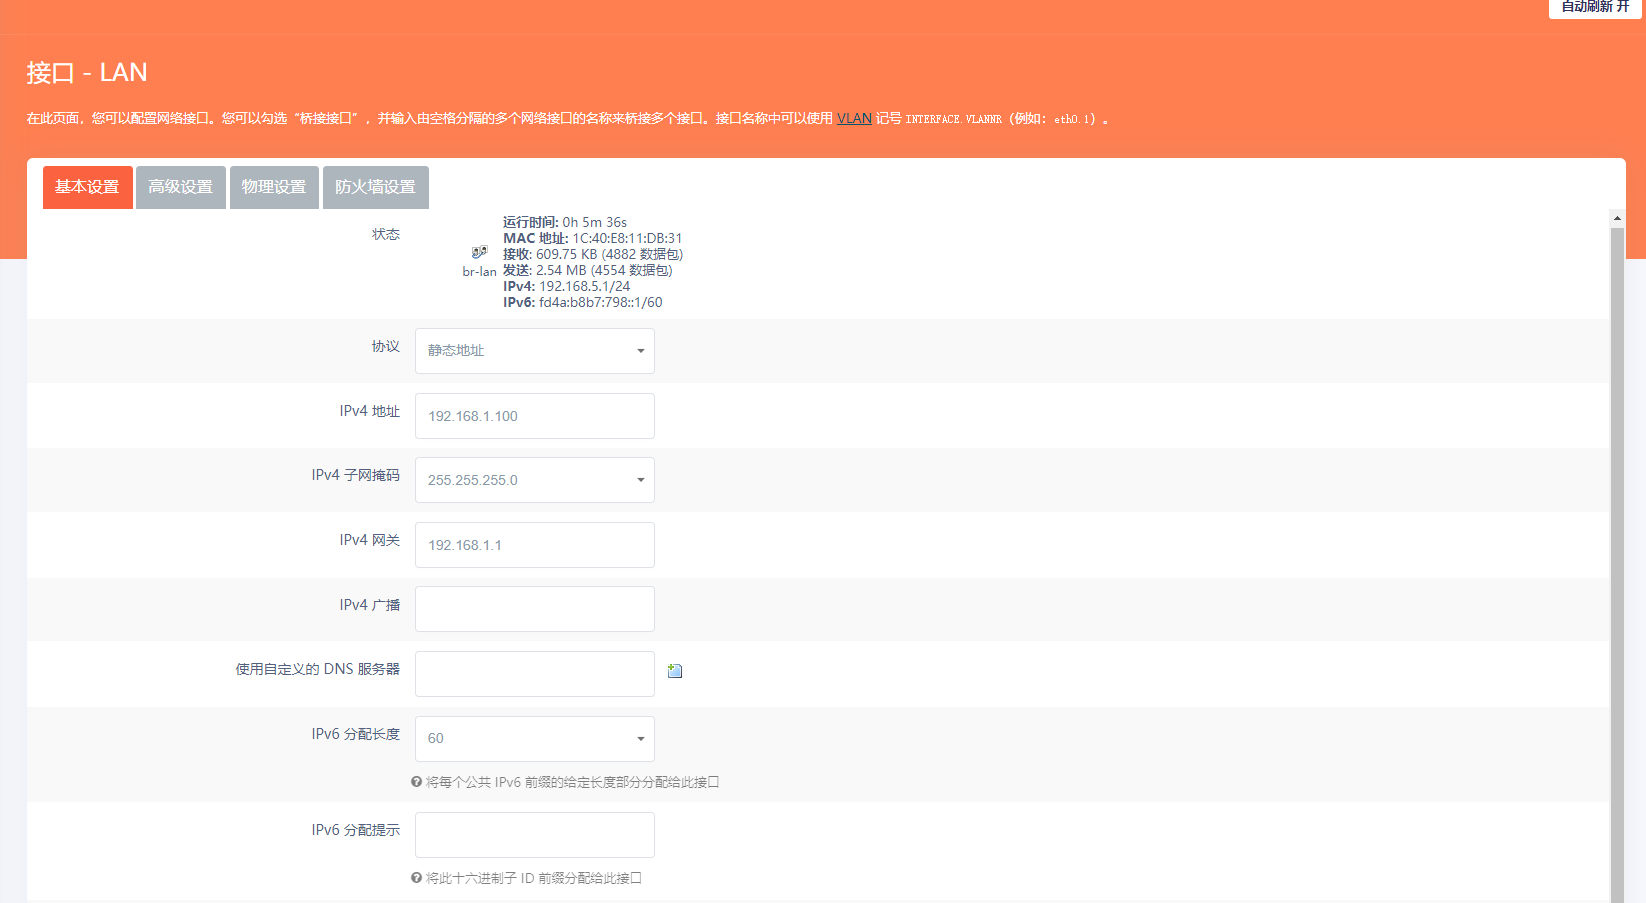 自动刷新 开
接口 - LAN
在此页面，您可以配置网络接口。您可以勾选“桥接接口”，并输入由空格分隔的多个网络接口的名称来桥接多个接口。接口名称中可以使用 VLAN 记号 INTERFACE.VLANNR（例如：eth0.1）。
基本设置 高级设置 物理设置 防火墙设置
状态
br-lan
运行时间: 0h 5m 36s
MAC 地址: 1C:40:E8:11:DB:31
接收: 609.75 KB (4882 数据包)
发送: 2.54 MB (4554 数据包)
IPv4: 192.168.5.1/24
IPv6: fd4a:b8b7:798::1/60
协议 静态地址
IPv4 地址 192.168.1.100
IPv4 子网掩码 255.255.255.0
IPv4 网关 192.168.1.1
IPv4 广播
使用自定义的 DNS 服务器
IPv6 分配长度 60
将每个公共 IPv6 前缀的给定长度部分分配给此接口
IPv6 分配提示
将此十六进制子 ID 前缀分配给此接口